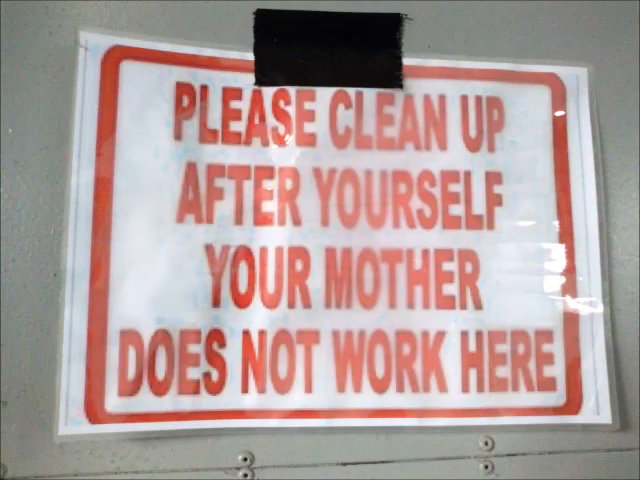 PLEASE CLEAN UP
AFTER YOURSELF
YOUR MOTHER
DOES NOT WORK HERE